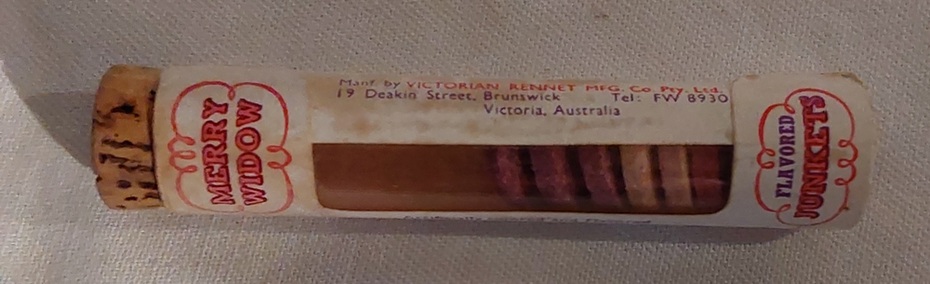 MERRY
WIDOW
Manf. by VICTORIAN RENNET MFG. Co. Pty. Ltd.
19 Deakin Street, Brunswick Tel: FW 8930
Victoria, Australia
FLAVORED
JUNKETS